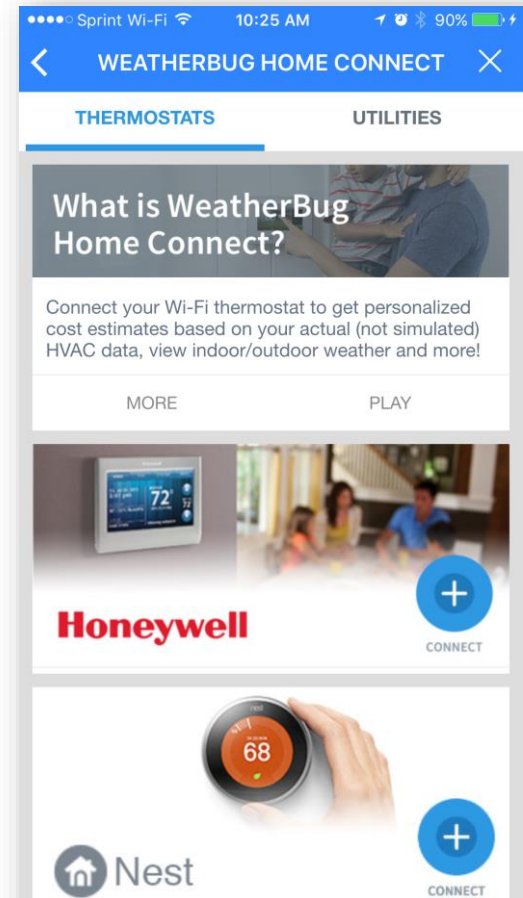 Sprint Wi-Fi 10:25 AM 90%
WEATHERBUG HOME CONNECT
THERMOSTATS UTILITIES
What is WeatherBug
Home Connect?
Connect your Wi-Fi thermostat to get personalized
cost estimates based on your actual (not simulated)
HVAC data, view indoor/outdoor weather and more!
MORE PLAY
72
Honeywell
CONNECT
nest
68
Nest
CONNECT